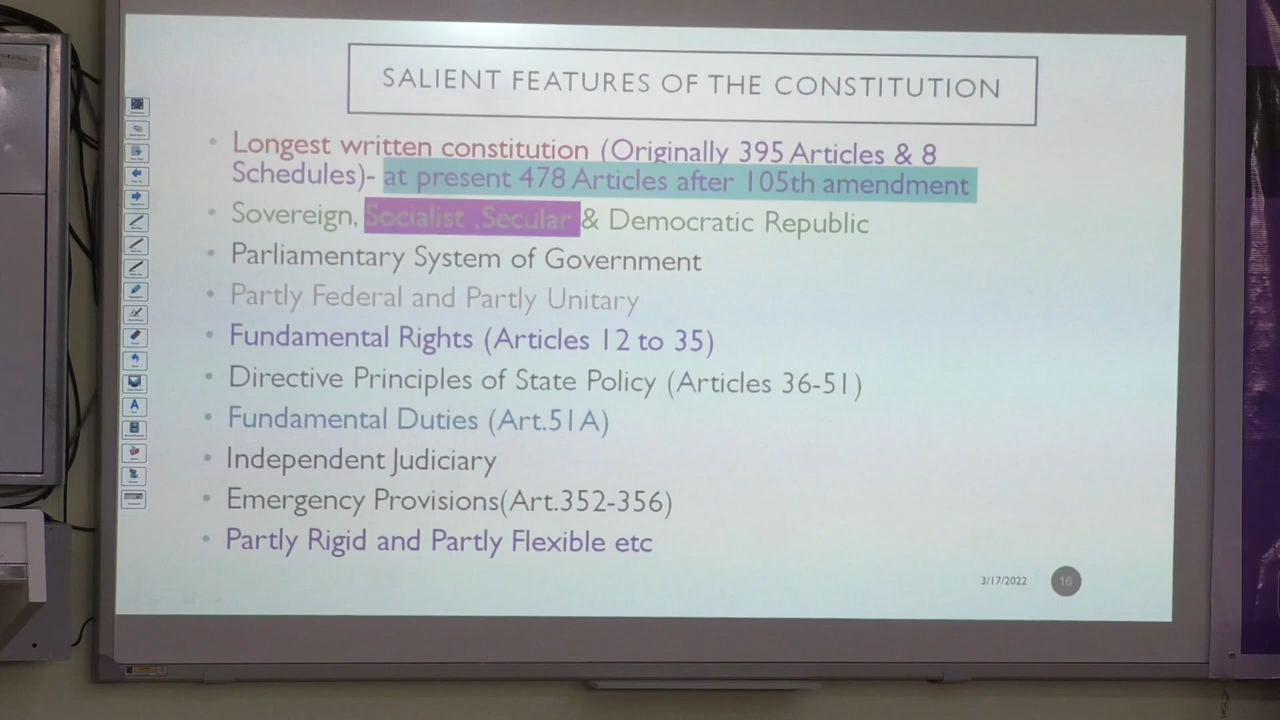 SALIENT FEATURES OF THE CONSTITUTION
• Longest written constitution (Originally 395 Articles & 8
Schedules)- at present 478 Articles after 105th amendment
• Sovereign, Socialist ,Secular & Democratic Republic
• Parliamentary System of Government
• Partly Federal and Partly Unitary
• Fundamental Rights (Articles 12 to 35)
• Directive Principles of State Policy (Articles 36-51)
• Fundamental Duties (Art.51A)
• Independent Judiciary
• Emergency Provisions(Art.352-356)
• Partly Rigid and Partly Flexible etc
3/17/2022
16